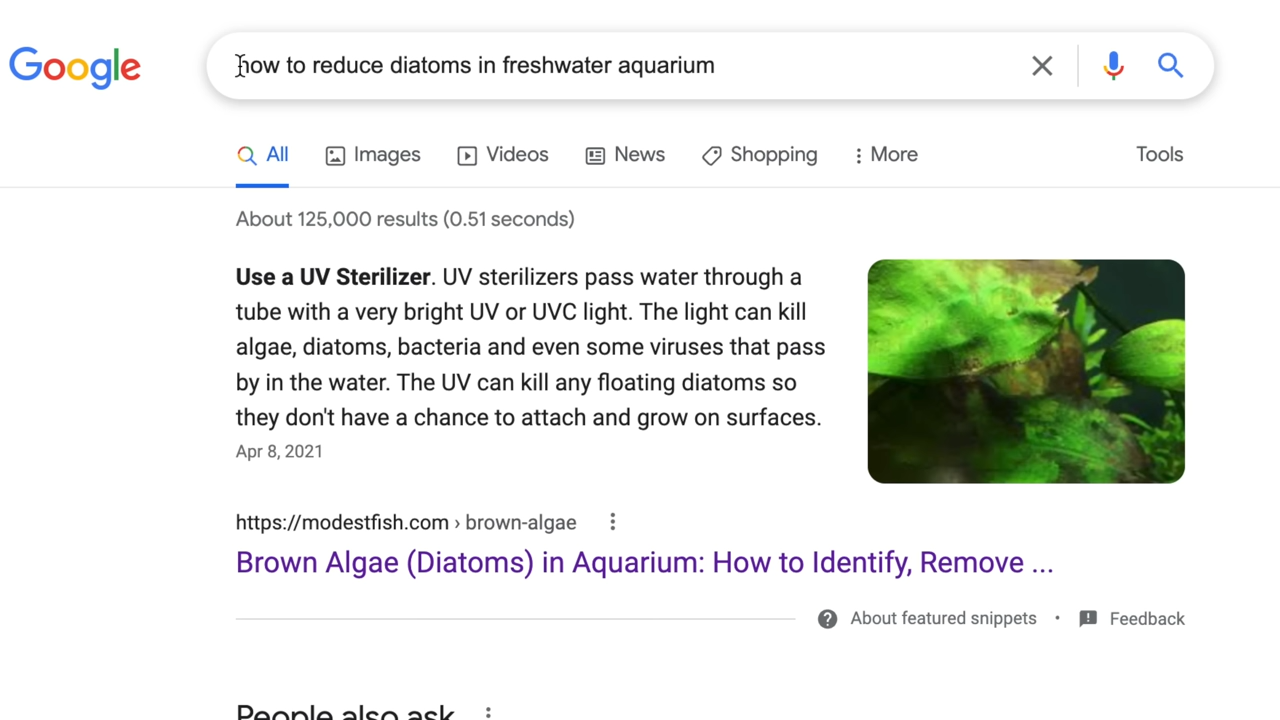 Google
how to reduce diatoms in freshwater aquarium
All Images Videos News Shopping More Tools
About 125,000 results (0.51 seconds)
Use a UV Sterilizer. UV sterilizers pass water through a
tube with a very bright UV or UVC light. The light can kill
algae, diatoms, bacteria and even some viruses that pass
by in the water. The UV can kill any floating diatoms so
they don't have a chance to attach and grow on surfaces.
Apr 8, 2021
https://modestfish.com › brown-algae
Brown Algae (Diatoms) in Aquarium: How to Identify, Remove ...
About featured snippets • Feedback
People also ask